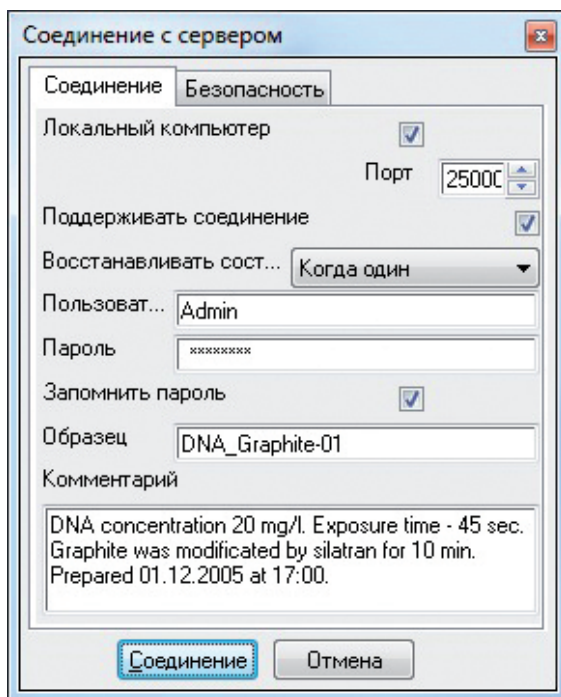 Соединение с сервером
Соединение Безопасность
Локальный компьютер
Порт 25000
Поддерживать соединение
Восстанавливать сост... Когда один
Пользоват... Admin
Пароль ********
Запомнить пароль
Образец DNA_Graphite-01
Комментарий
DNA concentration 20 mg/l. Exposure time - 45 sec.
Graphite was modificated by silatran for 10 min.
Prepared 01.12.2005 at 17:00.
Соединение Отмена